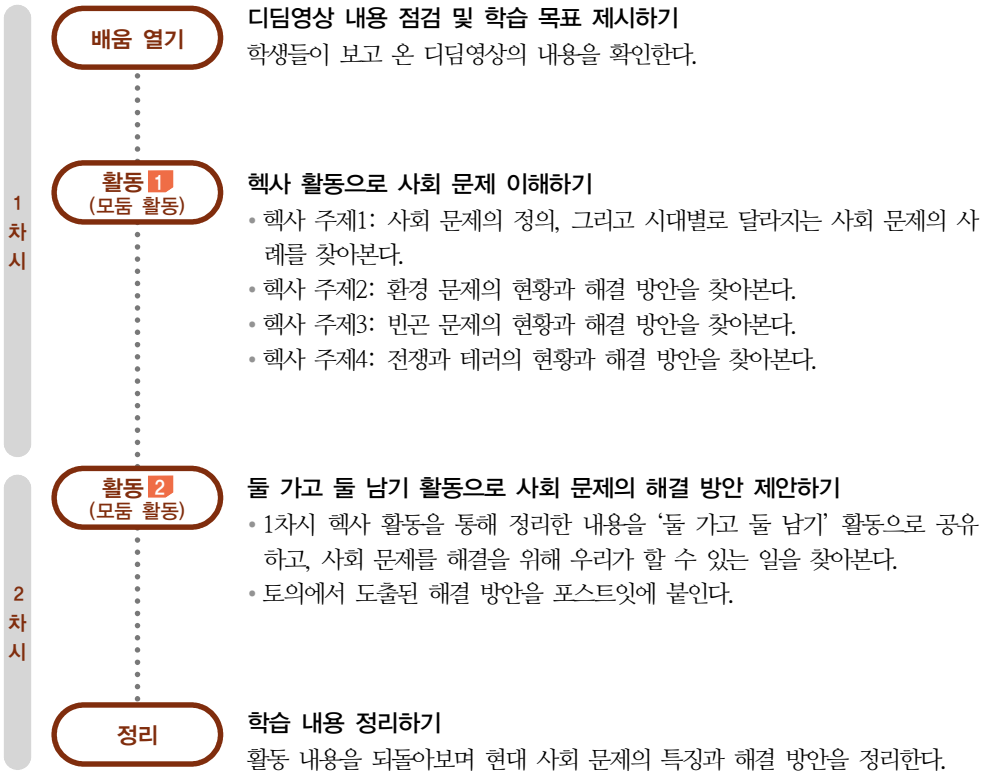 1
차
시
배움 열기
디딤영상 내용 점검 및 학습 목표 제시하기
학생들이 보고 온 디딤영상의 내용을 확인한다.
활동 1
(모둠 활동)
헥사 활동으로 사회 문제 이해하기
• 헥사 주제1: 사회 문제의 정의, 그리고 시대별로 달라지는 사회 문제의 사
례를 찾아본다.
• 헥사 주제2: 환경 문제의 현황과 해결 방안을 찾아본다.
• 헥사 주제3: 빈곤 문제의 현황과 해결 방안을 찾아본다.
• 헥사 주제4: 전쟁과 테러의 현황과 해결 방안을 찾아본다.
2
차
시
활동 2
(모둠 활동)
둘 가고 둘 남기 활동으로 사회 문제의 해결 방안 제안하기
• 1차시 헥사 활동을 통해 정리한 내용을 ‘둘 가고 둘 남기’ 활동으로 공유
하고, 사회 문제를 해결을 위해 우리가 할 수 있는 일을 찾아본다.
• 토의에서 도출된 해결 방안을 포스트잇에 붙인다.
정리
학습 내용 정리하기
활동 내용을 되돌아보며 현대 사회 문제의 특징과 해결 방안을 정리한다.